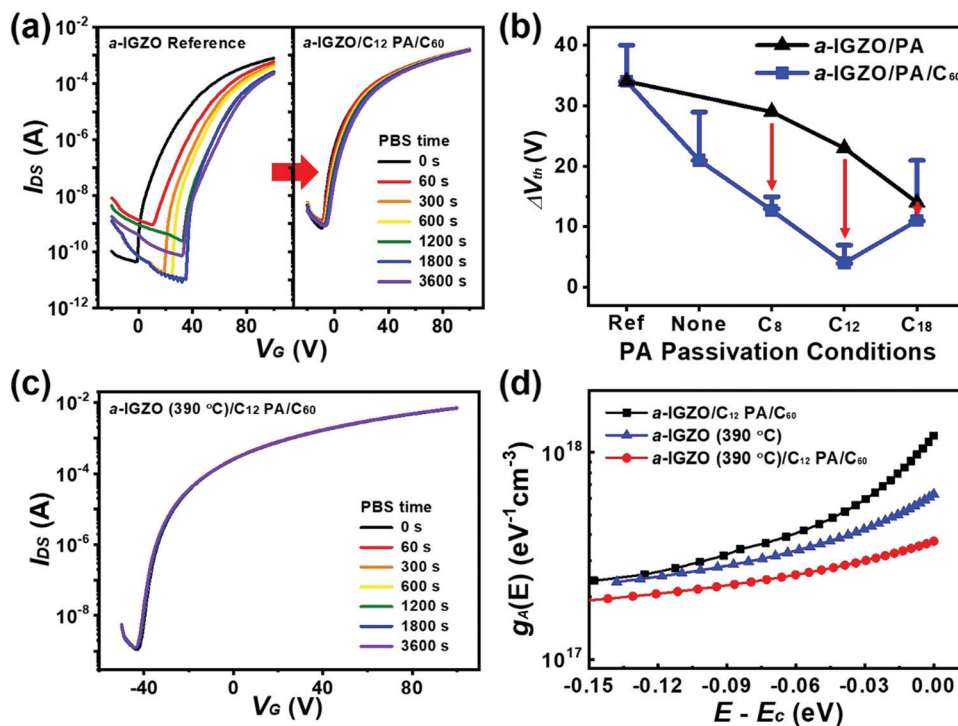 (a)
a-IGZO Reference
a-IGZO/C₁₂ PA/C₆₀
10⁻²
10⁻⁴
10⁻⁶
10⁻⁸
10⁻¹⁰
10⁻¹²
I_DS (A)
PBS time
0 s
60 s
300 s
600 s
1200 s
1800 s
3600 s
0 40 80 0 40 80
V_G (V)
(b)
a-IGZO/PA
a-IGZO/PA/C₆₀
40
30
20
10
0
ΔV_th (V)
Ref None C₈ C₁₂ C₁₈
PA Passivation Conditions
(c)
a-IGZO (390 °C)/C₁₂ PA/C₆₀
10⁻²
10⁻⁴
10⁻⁶
10⁻⁸
I_DS (A)
PBS time
0 s
60 s
300 s
600 s
1200 s
1800 s
3600 s
-40 0 40 80
V_G (V)
(d)
a-IGZO/C₁₂ PA/C₆₀
a-IGZO (390 °C)
a-IGZO (390 °C)/C₁₂ PA/C₆₀
10¹⁸
10¹⁷
g_A(E) (eV⁻¹cm⁻³)
-0.15 -0.12 -0.09 -0.06 -0.03 0.00
E - E_C (eV)